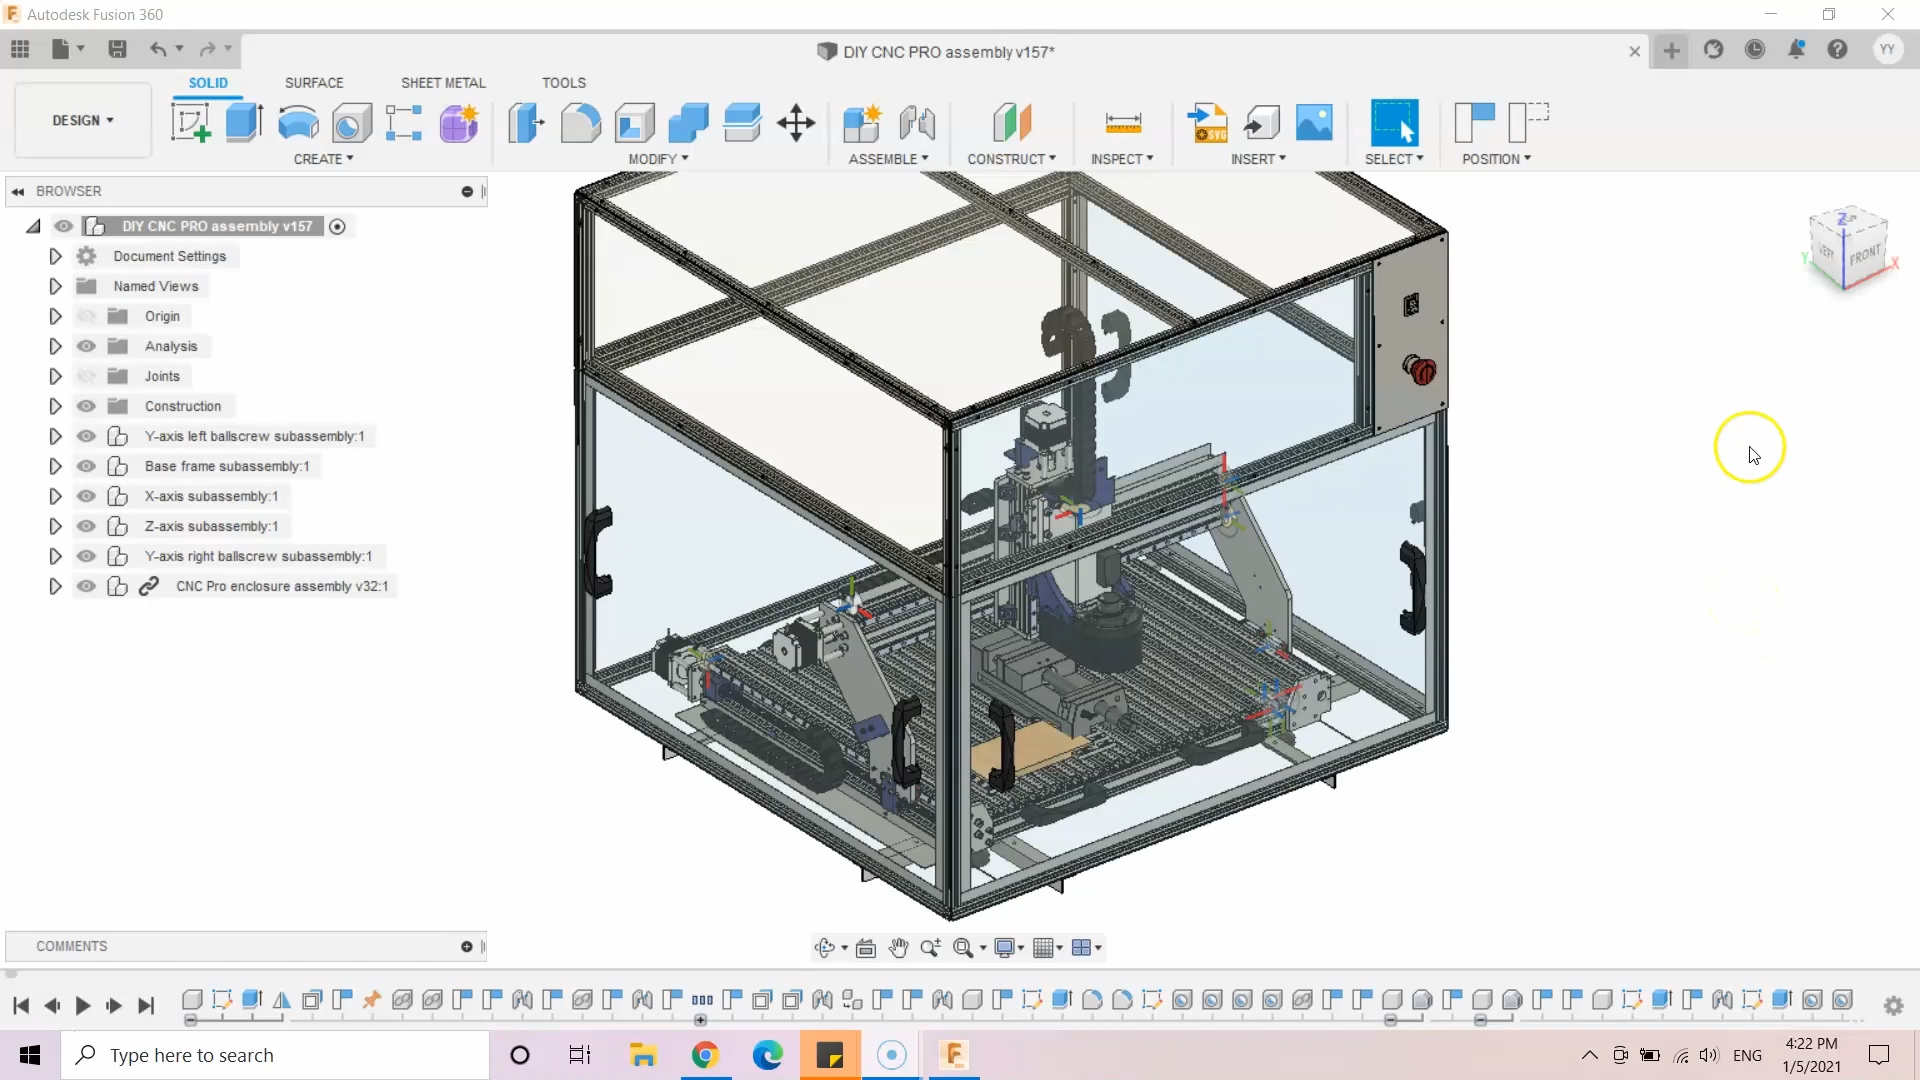 Autodesk Fusion 360
DIY CNC PRO assembly v157*
YY
DESIGN
SOLID
SURFACE
SHEET METAL
TOOLS
SVG
CREATE
MODIFY
ASSEMBLE
CONSTRUCT
INSPECT
INSERT
SELECT
POSITION
BROWSER
DIY CNC PRO assembly v157
Document Settings
Named Views
Origin
Analysis
Joints
Construction
Y-axis left ballscrew subassembly:1
Base frame subassembly:1
X-axis subassembly:1
Z-axis subassembly:1
Y-axis right ballscrew subassembly:1
CNC Pro enclosure assembly v32:1
Z
LEFT
FRONT
Y
X
COMMENTS
Type here to search
ENG
4:22 PM
1/5/2021